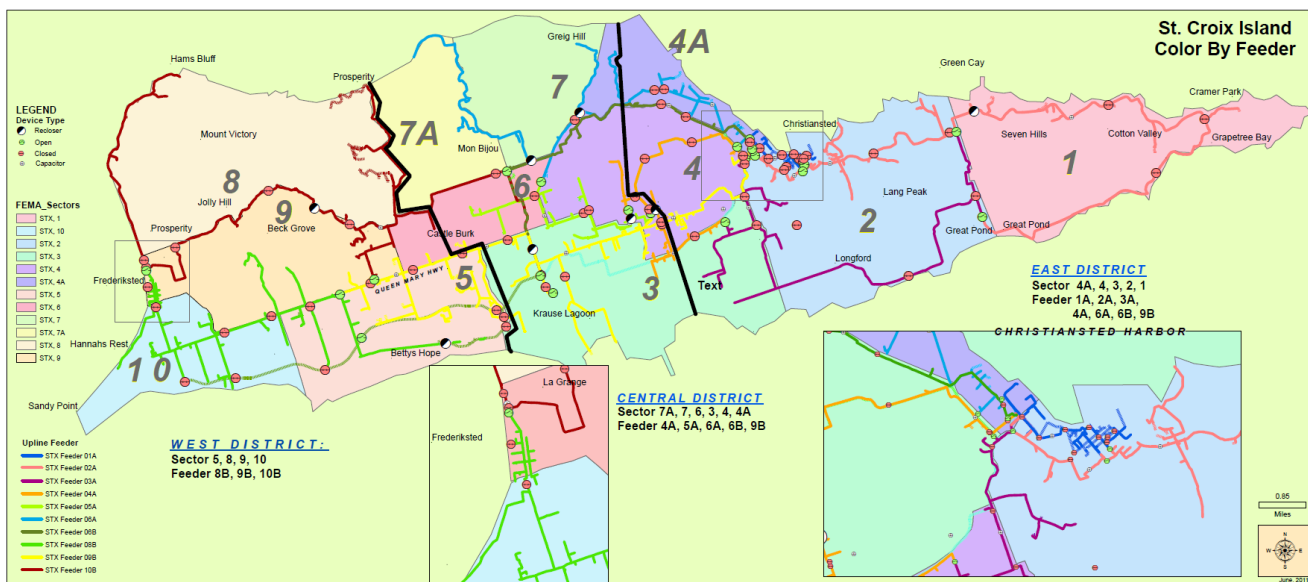 St. Croix Island
Color By Feeder
Hams Bluff
Prosperity
Greig Hill
4A
7
7A
Green Cay
Cramer Park
LEGEND
Device Type
Recloser
Open
Closed
Capacitor
Mount Victory
Mon Bijou
Christiansted
Seven Hills
Cotton Valley
Grapetree Bay
8
6
4
1
FEMA_Sectors
STX, 1
STX, 10
STX, 2
STX, 3
STX, 4
STX, 4A
STX, 5
STX, 6
STX, 7
STX, 7A
STX, 8
STX, 9
Jolly Hill
9
Beck Grove
Lang Peak
2
Prosperity
Castle Burk
Great Pond
Great Pond
Frederiksted
QUEEN MARY HWY
5
3
Longford
Text
Krause Lagoon
Hannahs Rest
10
Bettys Hope
Sandy Point
EAST DISTRICT
Sector 4A, 4, 3, 2, 1
Feeder 1A, 2A, 3A,
4A, 6A, 6B, 9B
CHRISTIANSTED HARBOR
La Grange
Frederiksted
CENTRAL DISTRICT
Sector 7A, 7, 6, 3, 4, 4A
Feeder 4A, 5A, 6A, 6B, 9B
WEST DISTRICT:
Sector 5, 8, 9, 10
Feeder 8B, 9B, 10B
Upline Feeder
STX Feeder 01A
STX Feeder 02A
STX Feeder 03A
STX Feeder 04A
STX Feeder 05A
STX Feeder 06A
STX Feeder 06B
STX Feeder 08B
STX Feeder 09B
STX Feeder 10B
0.85
Miles
N
W E
S